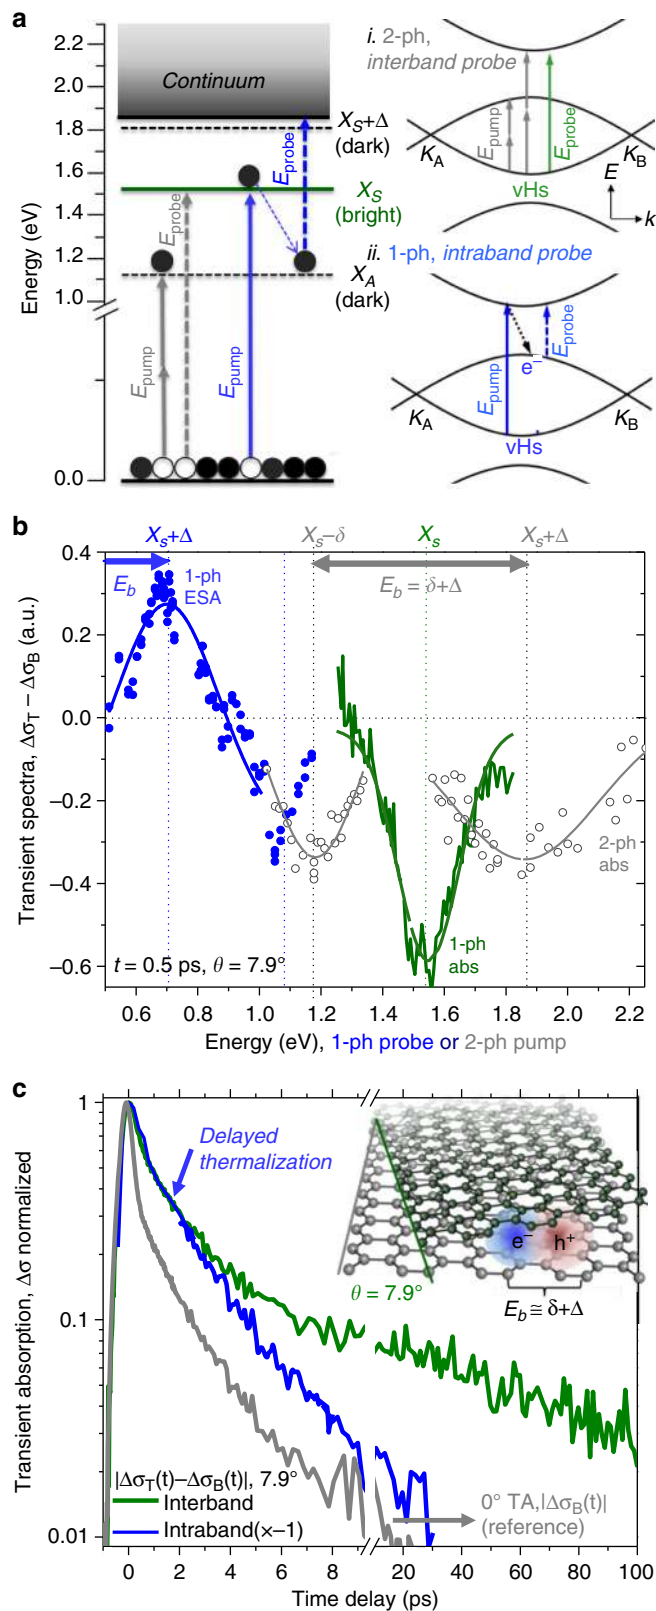 a
2.2
2.0
1.8
1.6
1.4
1.2
1.0
0.0
Energy (eV)
Continuum
X_S+Δ
(dark)
X_S
(bright)
X_A
(dark)
E_probe
E_probe
E_pump
E_pump
i. 2-ph,
interband probe
E_pump
E_probe
K_A
K_B
vHs
E
k
ii. 1-ph, intraband probe
E_pump
E_probe
e⁻
K_A
K_B
vHs
b
X_s+Δ
X_s−δ
X_s
X_s+Δ
E_b
1-ph
ESA
E_b = δ+Δ
0.4
0.2
0.0
−0.2
−0.4
−0.6
Transient spectra, Δσ_T − Δσ_B (a.u.)
2-ph
abs
1-ph
abs
t = 0.5 ps, θ = 7.9°
0.6 0.8 1.0 1.2 1.4 1.6 1.8 2.0 2.2
Energy (eV), 1-ph probe or 2-ph pump
c
1
0.1
0.01
Transient absorption, Δσ normalized
Delayed
thermalization
e⁻ h⁺
θ = 7.9°
E_b ≅ δ+Δ
|Δσ_T(t)−Δσ_B(t)|, 7.9°
Interband
Intraband(×−1)
0° TA,|Δσ_B(t)|
(reference)
0 2 4 6 8 20 40 60 80 100
Time delay (ps)